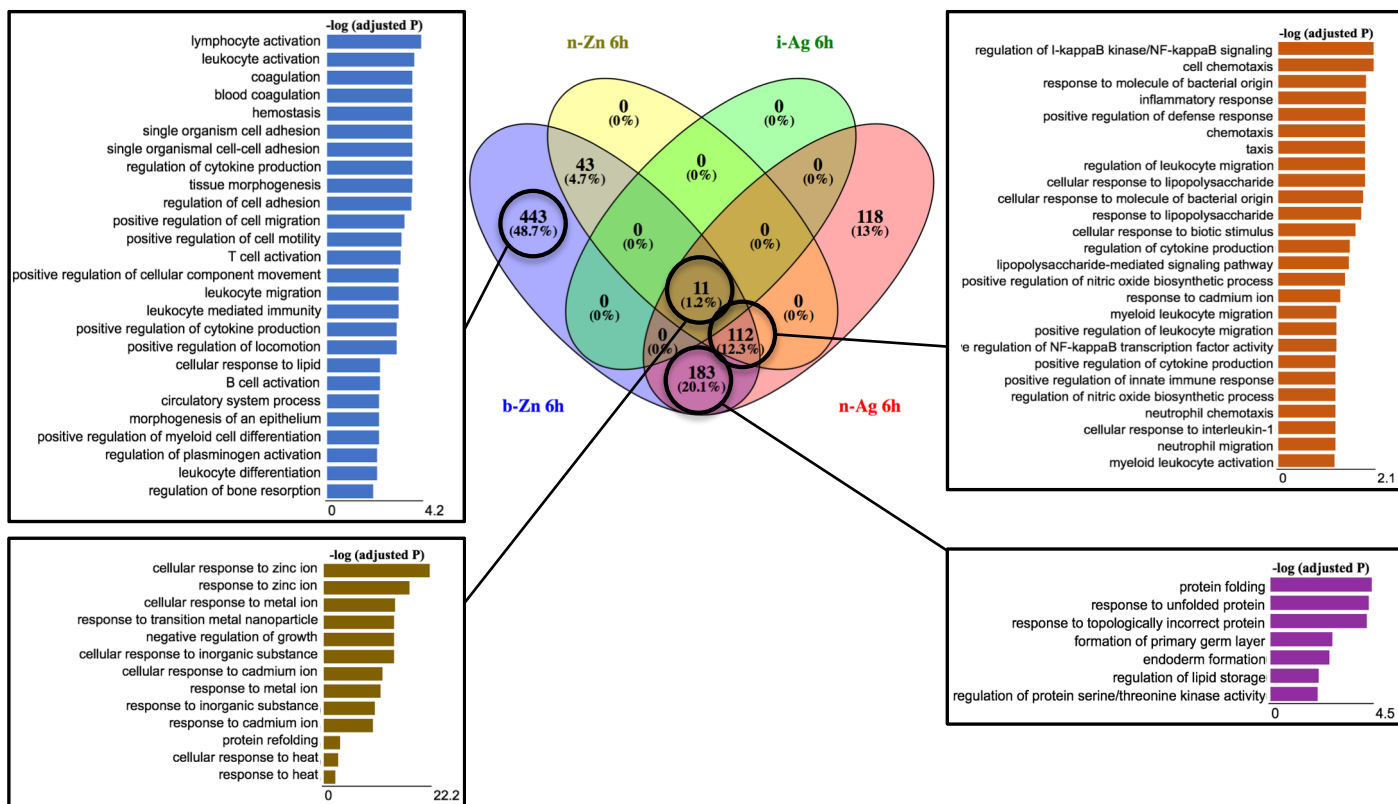 -log (adjusted P)
lymphocyte activation
leukocyte activation
coagulation
blood coagulation
hemostasis
single organism cell adhesion
single organismal cell-cell adhesion
regulation of cytokine production
tissue morphogenesis
regulation of cell adhesion
positive regulation of cell migration
positive regulation of cell motility
T cell activation
positive regulation of cellular component movement
leukocyte migration
leukocyte mediated immunity
positive regulation of cytokine production
positive regulation of locomotion
cellular response to lipid
B cell activation
circulatory system process
morphogenesis of an epithelium
positive regulation of myeloid cell differentiation
regulation of plasminogen activation
leukocyte differentiation
regulation of bone resorption
0 4.2
n-Zn 6h
i-Ag 6h
b-Zn 6h
n-Ag 6h
0
(0%)
0
(0%)
43
(4.7%)
0
(0%)
0
(0%)
443
(48.7%)
118
(13%)
0
(0%)
0
(0%)
11
(1.2%)
0
(0%)
0
(0%)
0
(0%)
112
(12.3%)
183
(20.1%)
-log (adjusted P)
regulation of I-kappaB kinase/NF-kappaB signaling
cell chemotaxis
response to molecule of bacterial origin
inflammatory response
positive regulation of defense response
chemotaxis
taxis
regulation of leukocyte migration
cellular response to lipopolysaccharide
cellular response to molecule of bacterial origin
response to lipopolysaccharide
cellular response to biotic stimulus
regulation of cytokine production
lipopolysaccharide-mediated signaling pathway
positive regulation of nitric oxide biosynthetic process
response to cadmium ion
myeloid leukocyte migration
positive regulation of leukocyte migration
ve regulation of NF-kappaB transcription factor activity
positive regulation of cytokine production
positive regulation of innate immune response
regulation of nitric oxide biosynthetic process
neutrophil chemotaxis
cellular response to interleukin-1
neutrophil migration
myeloid leukocyte activation
0 2.1
-log (adjusted P)
cellular response to zinc ion
response to zinc ion
cellular response to metal ion
response to transition metal nanoparticle
negative regulation of growth
cellular response to inorganic substance
cellular response to cadmium ion
response to metal ion
response to inorganic substance
response to cadmium ion
protein refolding
cellular response to heat
response to heat
0 22.2
-log (adjusted P)
protein folding
response to unfolded protein
response to topologically incorrect protein
formation of primary germ layer
endoderm formation
regulation of lipid storage
regulation of protein serine/threonine kinase activity
0 4.5